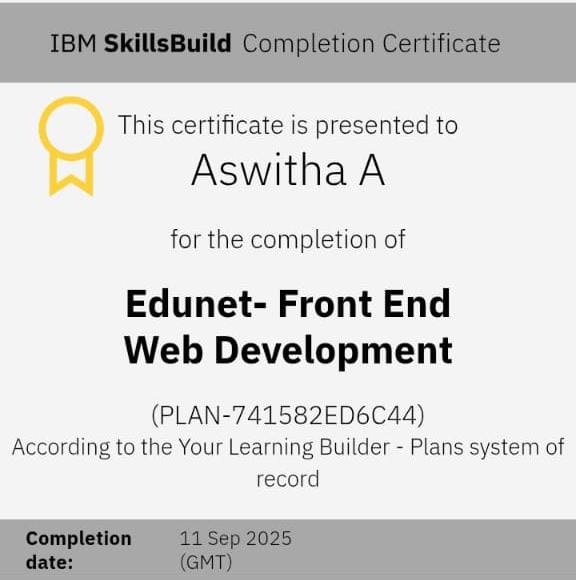 IBM SkillsBuild Completion Certificate
This certificate is presented to
Aswitha A
for the completion of
Edunet- Front End
Web Development
(PLAN-741582ED6C44)
According to the Your Learning Builder - Plans system of
record
Completion date:
11 Sep 2025 (GMT)